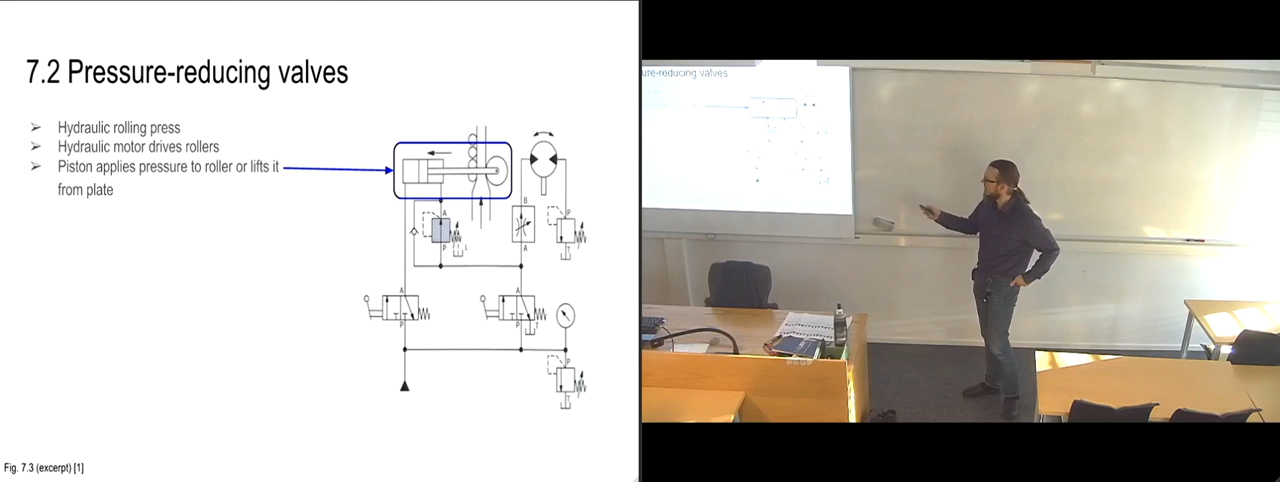 7.2 Pressure-reducing valves
Hydraulic rolling press
Hydraulic motor drives rollers
Piston applies pressure to roller or lifts it
from plate
A
P
L
B
A
P
T
A
P
A
P
T
P
T
Fig. 7.3 (excerpt) [1]
ure-reducing valves